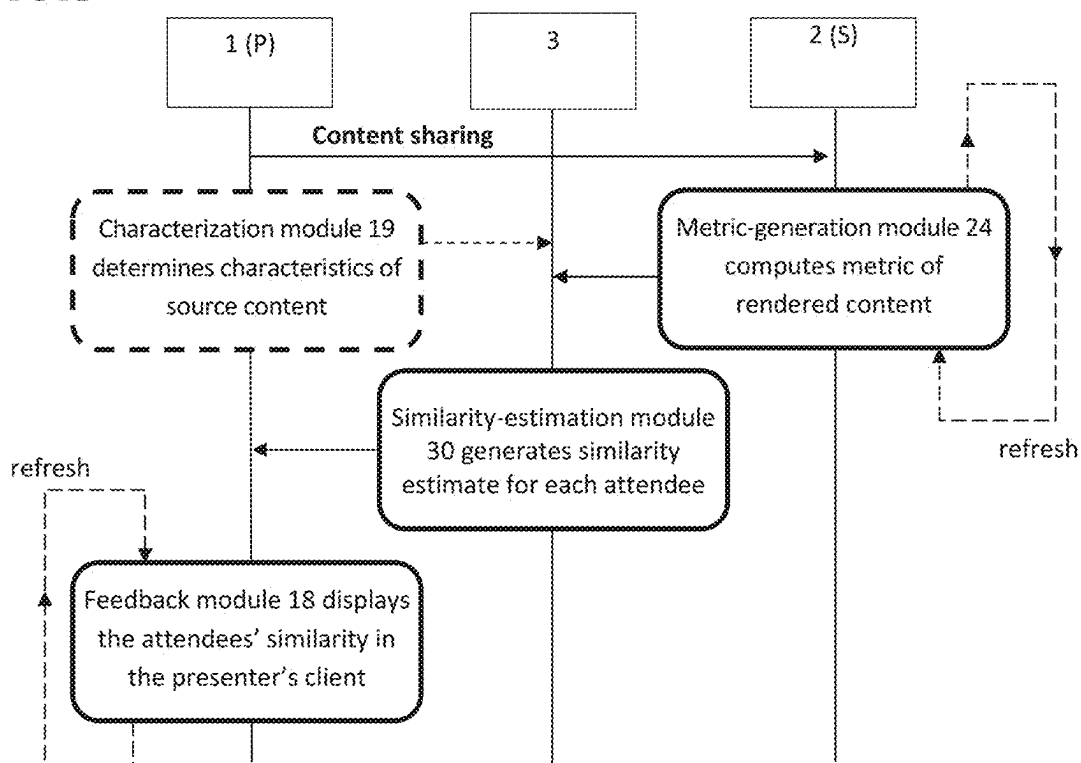 1 (P)
3
2 (S)
Content sharing
Characterization module 19
determines characteristics of
source content
Metric-generation module 24
computes metric of
rendered content
Similarity-estimation module
30 generates similarity
estimate for each attendee
refresh
refresh
Feedback module 18 displays
the attendees' similarity in
the presenter's client